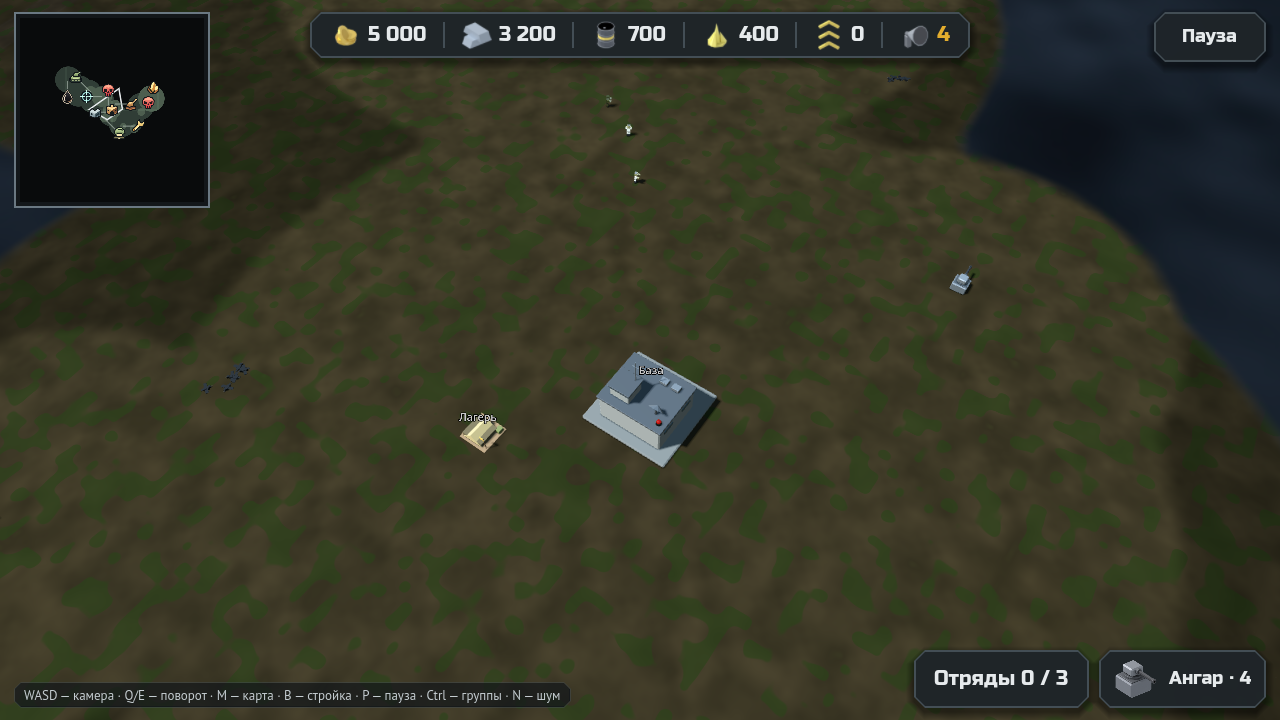 5 000
3 200
700
400
0
4
Пауза
База
Лагерь
Отряды 0 / 3
Ангар · 4
WASD — камера · Q/E — поворот · M — карта · B — стройка · P — пауза · Ctrl — группы · N — шум